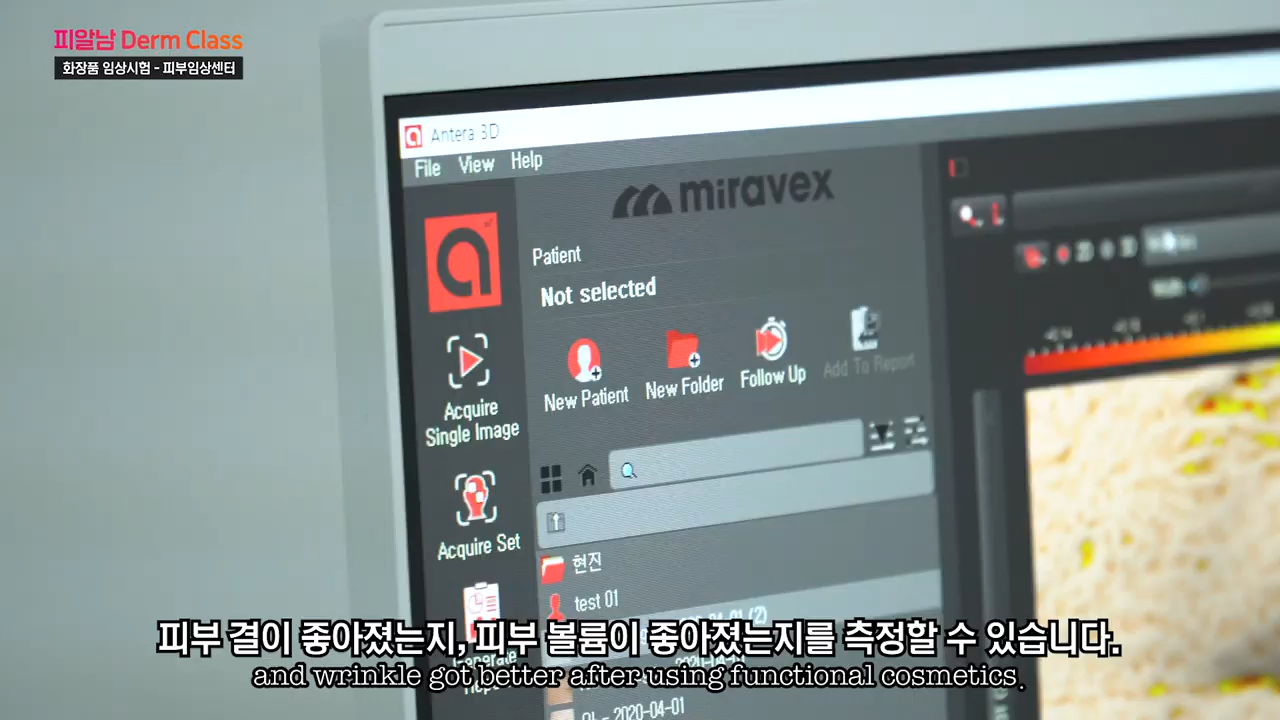 피알남 Derm Class
화장품 임상시험 - 피부임상센터
Antera 3D
File View Help
miravex
Patient
Not selected
New Patient
New Folder
Follow Up
Add To Report
Acquire
Single Image
Acquire Set
현진
test 01
피부 결이 좋아졌는지, 피부 볼륨이 좋아졌는지를 측정할 수 있습니다.
and wrinkle got better after using functional cosmetics.